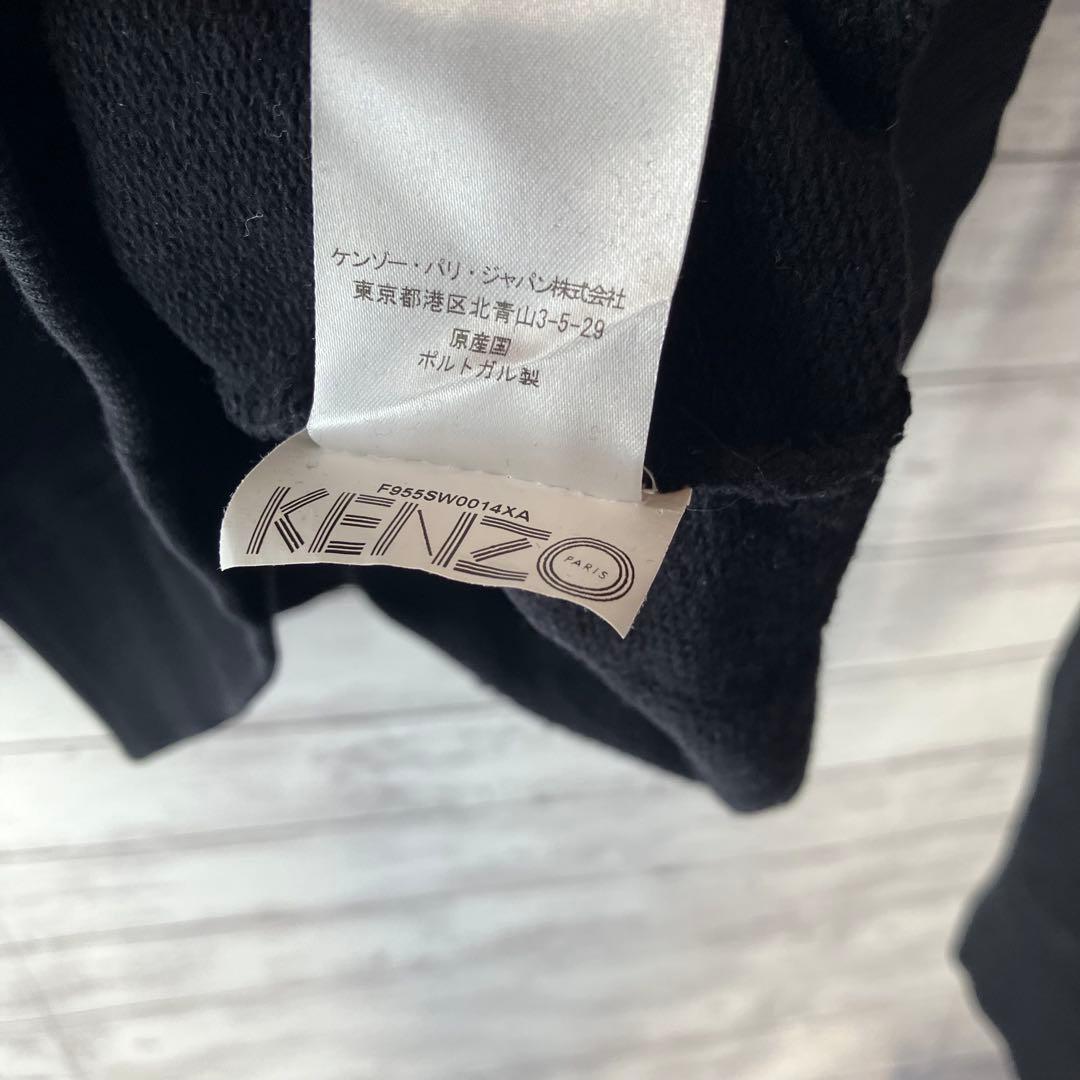 ケンゾー・パリ・ジャパン株式会社
東京都港区北青山3-5-29
原産国
ポルトガル製
F955SW0014XA
KENZO
PARIS